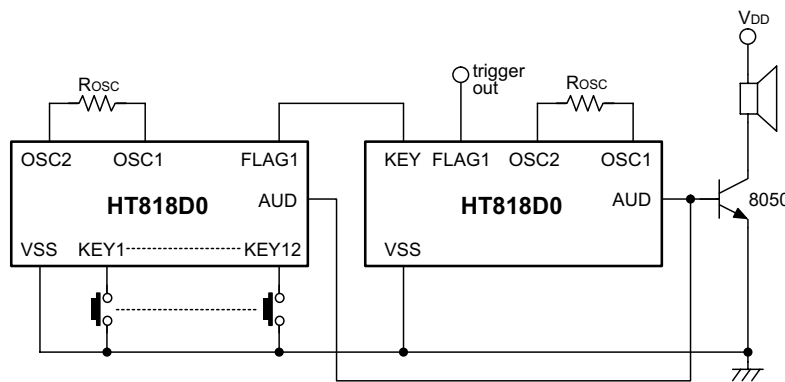 VDD
trigger
out
ROSC
ROSC
OSC2 OSC1 FLAG1
KEY FLAG1 OSC2 OSC1
HT818D0
AUD
HT818D0
AUD
8050
VSS KEY1 KEY12
VSS